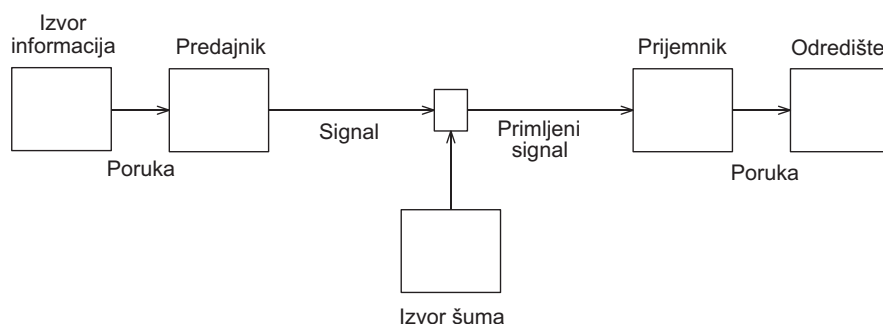 Izvor
informacija
Predajnik
Prijemnik
Odredište
Signal
Primljeni
signal
Poruka
Poruka
Izvor šuma